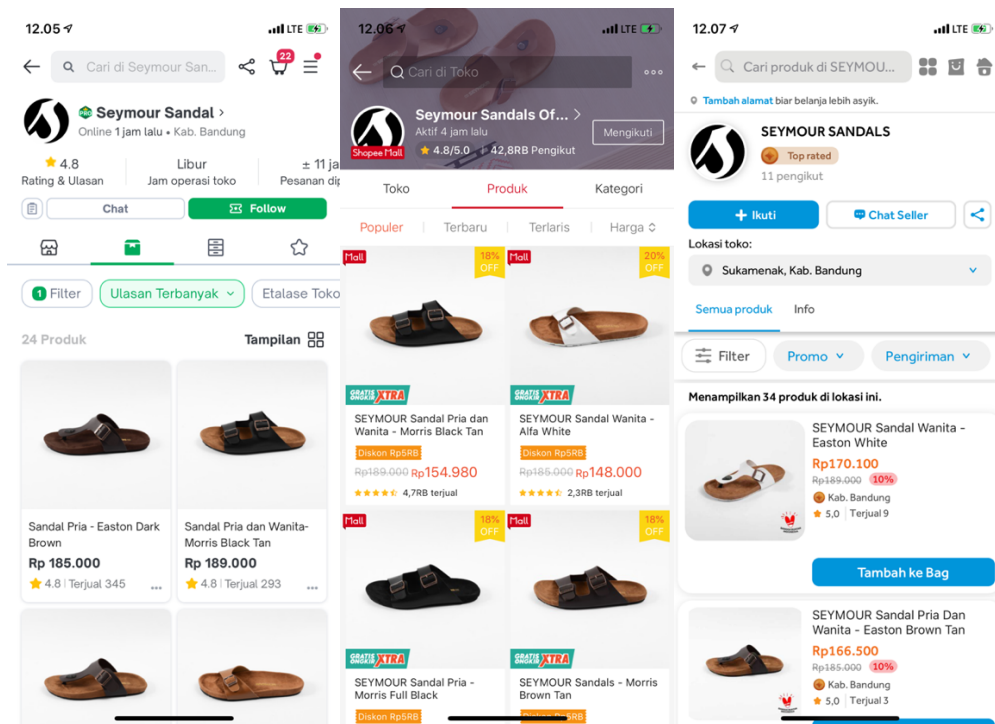 12.05
LTE
Cari di Seymour San...
22
PRO
Seymour Sandal
Online 1 jam lalu • Kab. Bandung
4.8
Rating & Ulasan
Libur
Jam operasi toko
± 11 ja
Pesanan dip
Chat
Follow
1 Filter
Ulasan Terbanyak
Etalase Toko
24 Produk
Tampilan
Sandal Pria - Easton Dark
Brown
Rp 185.000
4.8 | Terjual 345
Sandal Pria dan Wanita-
Morris Black Tan
Rp 189.000
4.8 | Terjual 293
12.06
LTE
Cari di Toko
Seymour Sandals Of...
Aktif 4 jam lalu
4.8/5.0 42,8RB Pengikut
Shopee Mall
Mengikuti
Toko
Produk
Kategori
Populer
Terbaru
Terlaris
Harga
Mall
18%
OFF
GRATIS
ONGKIR XTRA
SEYMOUR Sandal Pria dan
Wanita - Morris Black Tan
Diskon Rp5RB
Rp189.000 Rp154.980
4,7RB terjual
Mall
20%
OFF
GRATIS
ONGKIR XTRA
SEYMOUR Sandal Wanita -
Alfa White
Diskon Rp5RB
Rp185.000 Rp148.000
2,3RB terjual
Mall
18%
OFF
GRATIS
ONGKIR XTRA
SEYMOUR Sandal Pria -
Morris Full Black
Diskon Rp5RB
Mall
18%
OFF
GRATIS
ONGKIR XTRA
SEYMOUR Sandals - Morris
Brown Tan
Diskon Rp5RB
12.07
LTE
Cari produk di SEYMOU...
Tambah alamat biar belanja lebih asyik.
SEYMOUR SANDALS
Top rated
11 pengikut
+ Ikuti
Chat Seller
Lokasi toko:
Sukamenak, Kab. Bandung
Semua produk
Info
Filter
Promo
Pengiriman
Menampilkan 34 produk di lokasi ini.
SEYMOUR Sandal Wanita -
Easton White
Rp170.100
Rp189.000 10%
Kab. Bandung
5,0 | Terjual 9
Tambah ke Bag
SEYMOUR Sandal Pria Dan
Wanita - Easton Brown Tan
Rp166.500
Rp185.000 10%
Kab. Bandung
5,0 | Terjual 3